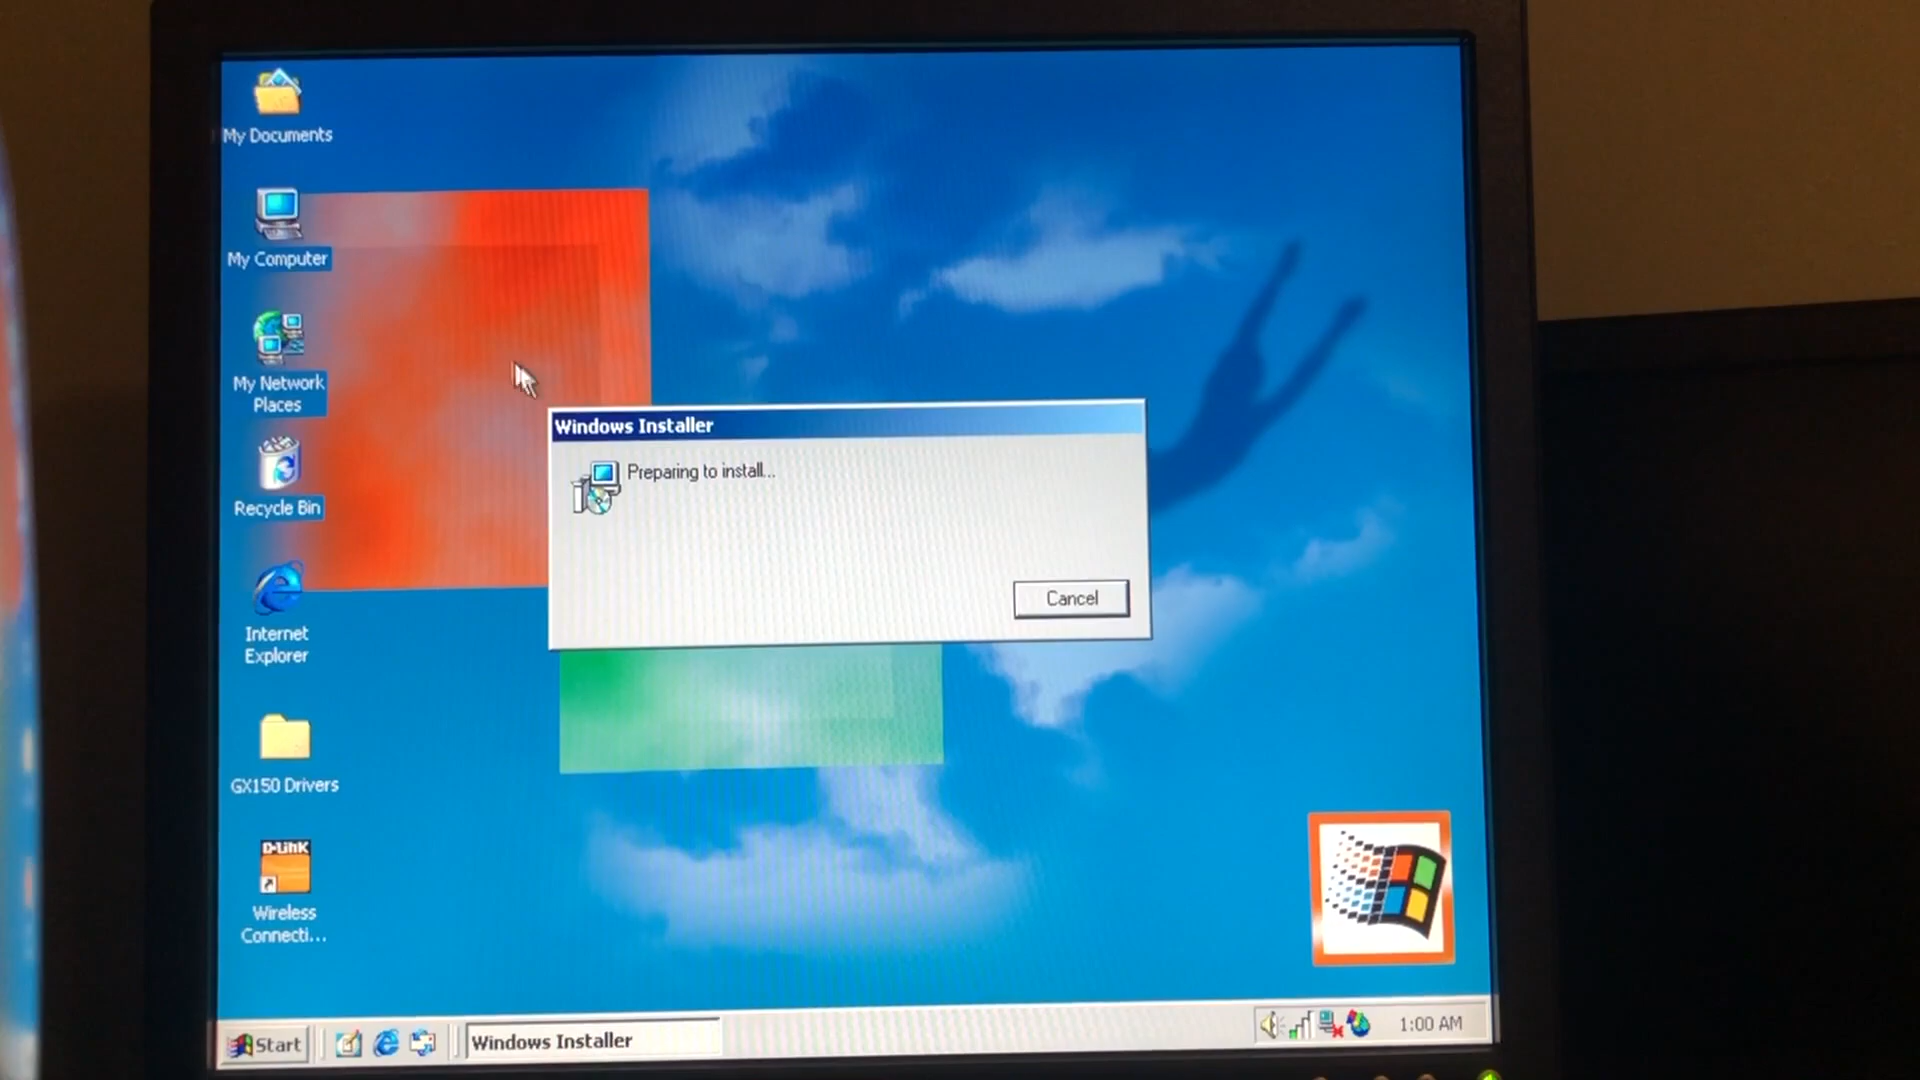 My Documents
My Computer
My Network
Places
Recycle Bin
Internet
Explorer
GX150 Drivers
D-Link
Wireless
Connecti...
Windows Installer
Preparing to install...
Cancel
Start
Windows Installer
1:00 AM